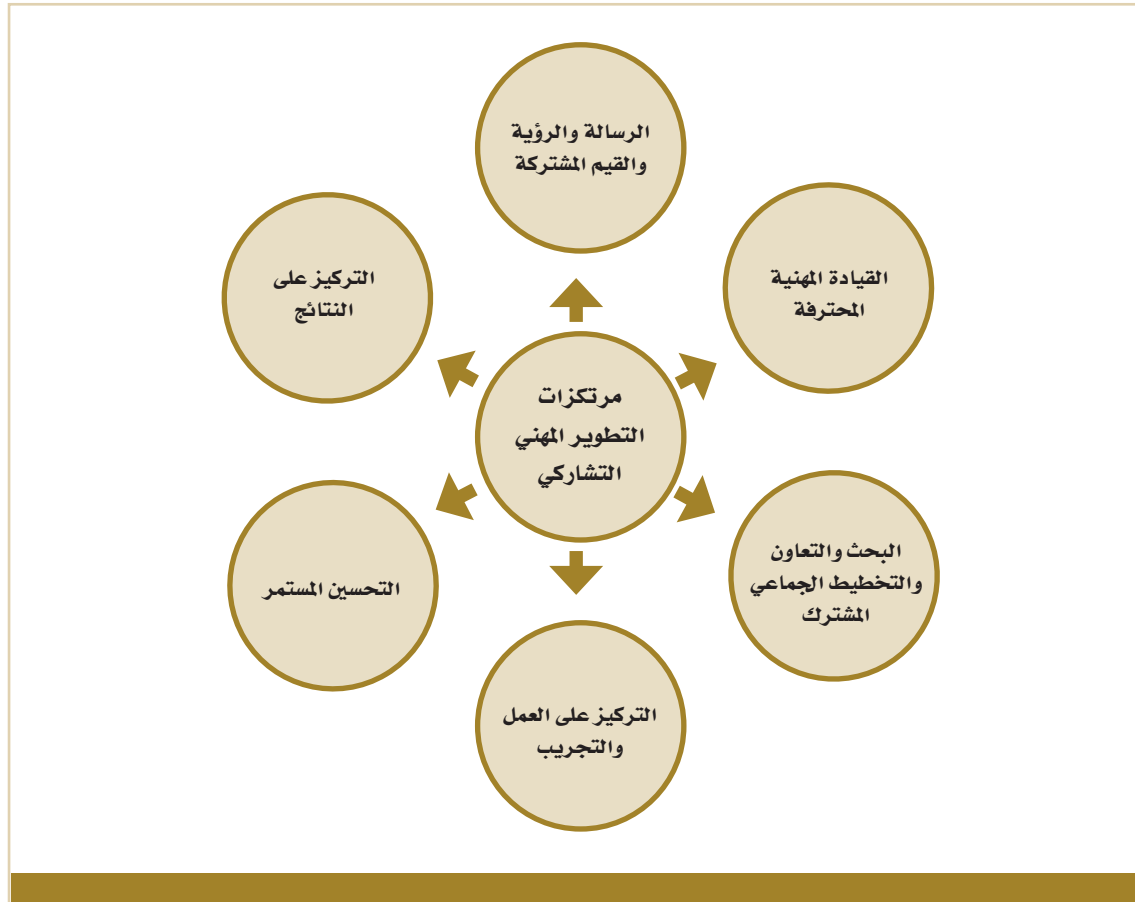 الرسالة والرؤية
والقيم المشتركة
القيادة المهنية
المحترفة
التركيز على
النتائج
مرتكزات
التطوير المهني
التشاركي
البحث والتعاون
والتخطيط الجماعي
المشترك
التحسين المستمر
التركيز على العمل
والتجريب